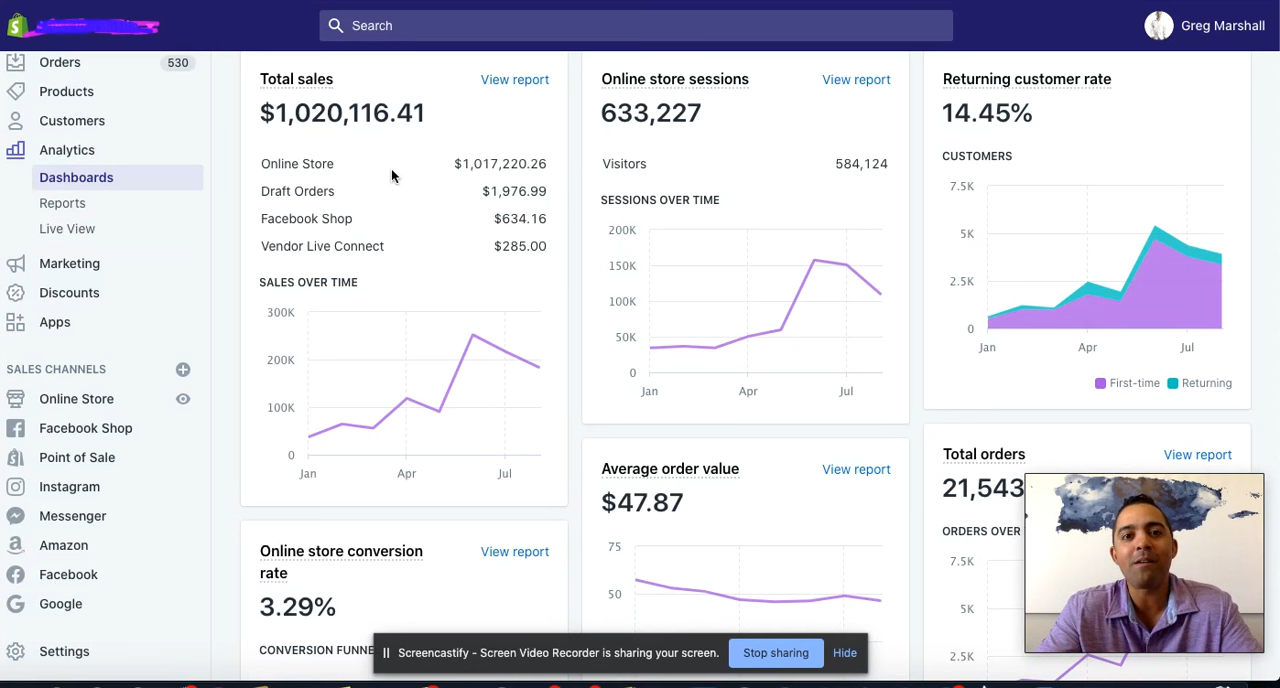 Search
Greg Marshall
Orders 530
Products
Customers
Analytics
Dashboards
Reports
Live View
Marketing
Discounts
Apps
SALES CHANNELS
Online Store
Facebook Shop
Point of Sale
Instagram
Messenger
Amazon
Facebook
Google
Settings
Total sales View report
$1,020,116.41
Online Store $1,017,220.26
Draft Orders $1,976.99
Facebook Shop $634.16
Vendor Live Connect $285.00
SALES OVER TIME
300K
200K
100K
0
Jan Apr Jul
Online store conversion View report
rate
3.29%
CONVERSION FUNNE
Online store sessions View report
633,227
Visitors 584,124
SESSIONS OVER TIME
200K
150K
100K
50K
0
Jan Apr Jul
Average order value View report
$47.87
75
50
Returning customer rate
14.45%
CUSTOMERS
7.5K
5K
2.5K
0
Jan Apr Jul
First-time Returning
Total orders View report
21,543
ORDERS OVER
7.5K
5K
2.5K
Screencastify - Screen Video Recorder is sharing your screen. Stop sharing Hide